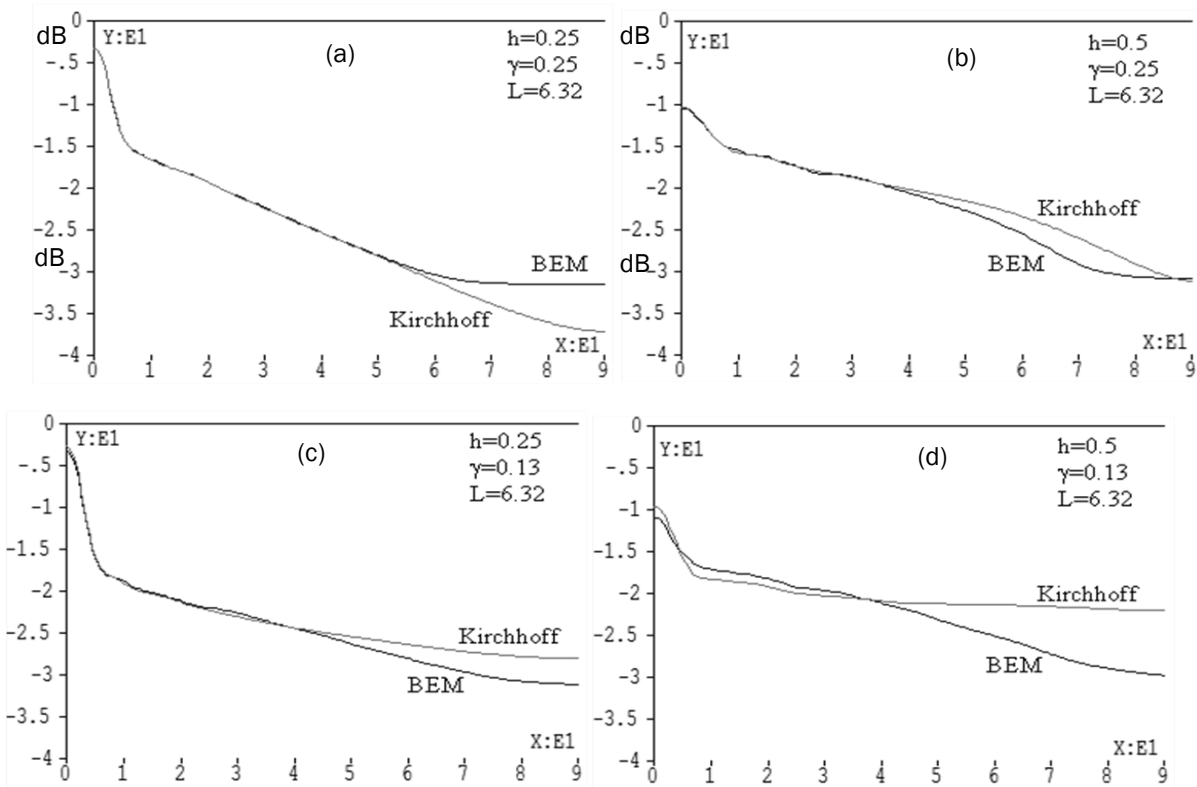 0
dB
Y:E1
(a)
h=0.25
γ=0.25
L=6.32
-.5
-1
-1.5
-2
-2.5
dB
BEM
-3
Kirchhoff
-3.5
X:E1
-4
0 1 2 3 4 5 6 7 8 9
0
dB
Y:E1
(b)
h=0.5
γ=0.25
L=6.32
-.5
-1
-1.5
-2
Kirchhoff
-2.5
dB
BEM
-3
-3.5
X:E1
-4
0 1 2 3 4 5 6 7 8 9
0
Y:E1
(c)
h=0.25
γ=0.13
L=6.32
-.5
-1
-1.5
-2
-2.5
Kirchhoff
-3
BEM
-3.5
X:E1
-4
0 1 2 3 4 5 6 7 8 9
0
Y:E1
(d)
h=0.5
γ=0.13
L=6.32
-.5
-1
-1.5
-2
Kirchhoff
-2.5
BEM
-3
-3.5
X:E1
-4
0 1 2 3 4 5 6 7 8 9